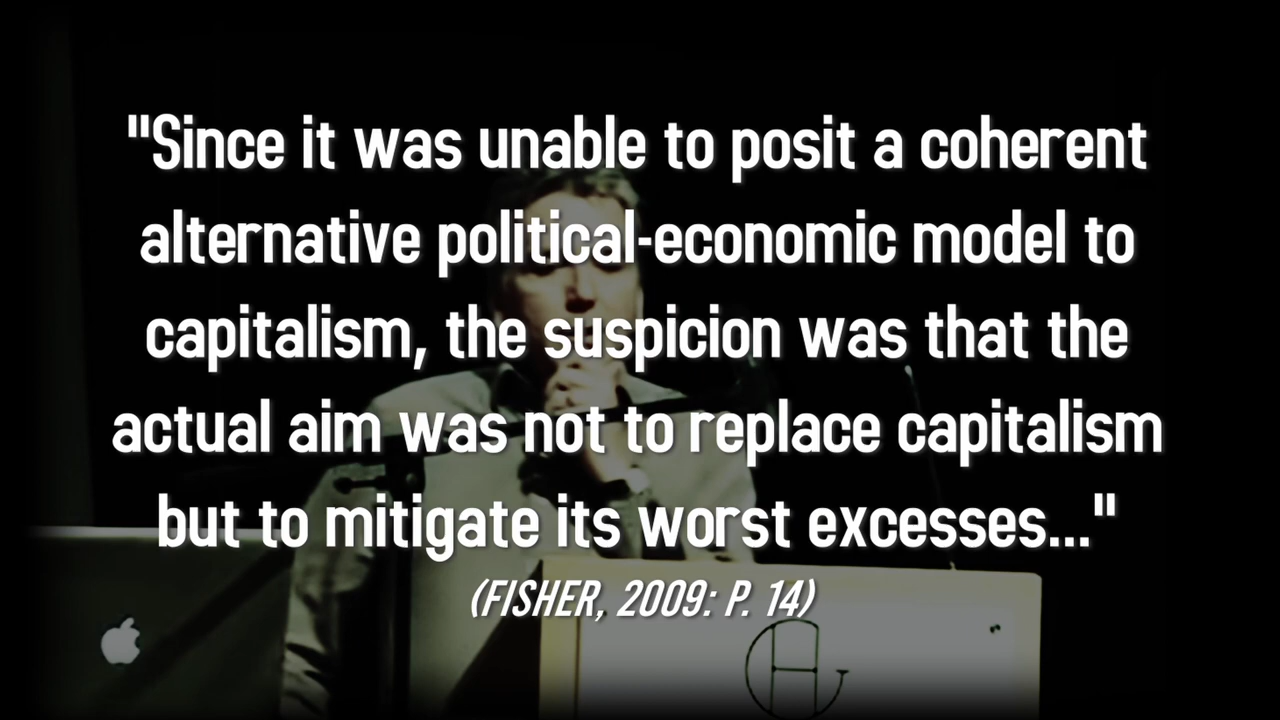 "Since it was unable to posit a coherent
alternative political-economic model to
capitalism, the suspicion was that the
actual aim was not to replace capitalism
but to mitigate its worst excesses..."
(FISHER, 2009: P. 14)